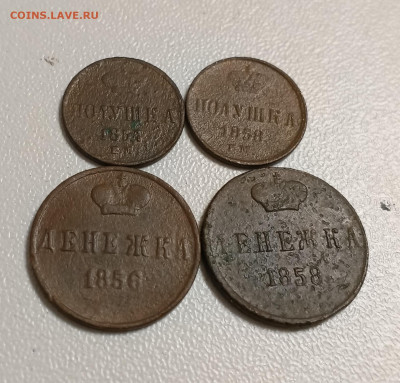 COINS.LAVE.RU
ПОЛУШКА
Е.М.
ПОЛУШКА
1858
Е.М.
ДЕНЕЖКА
1856
ДЕНЕЖКА
1858